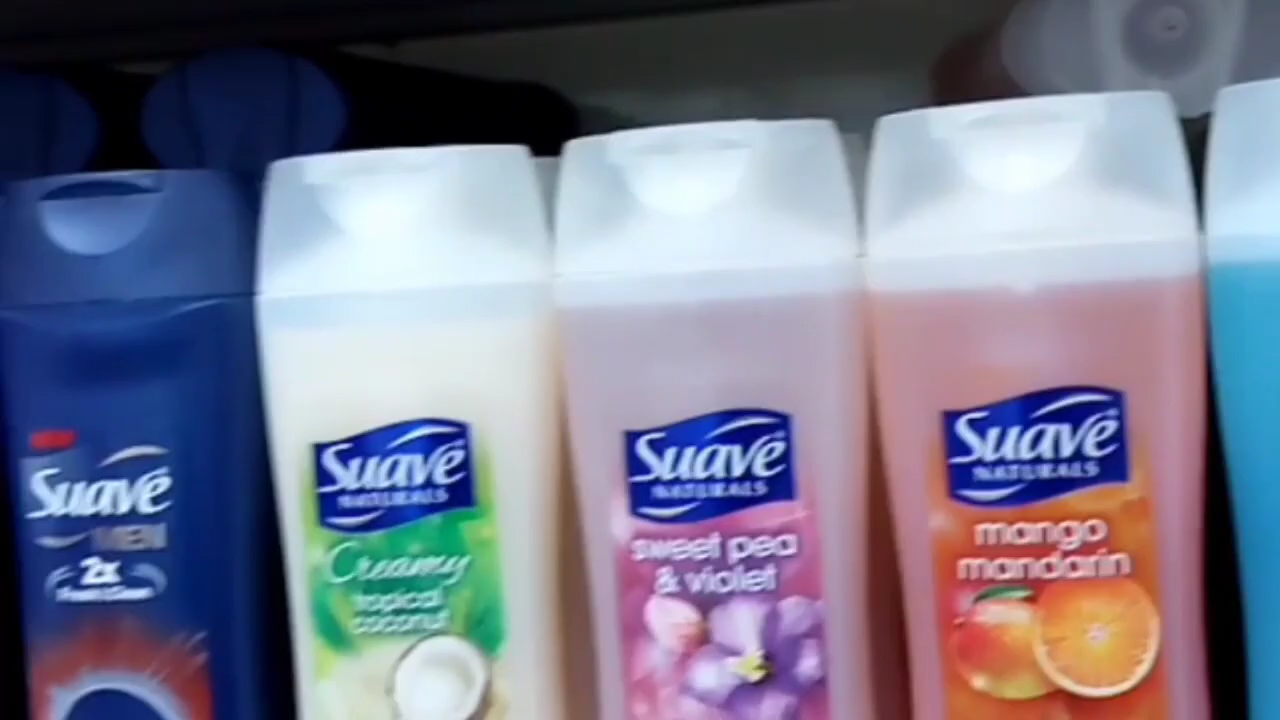 Suave
MEN
2x
Suave
NATURALS
Creamy
tropical
coconut
Suave
NATURALS
sweet pea
& violet
Suave
NATURALS
mango
mandarin